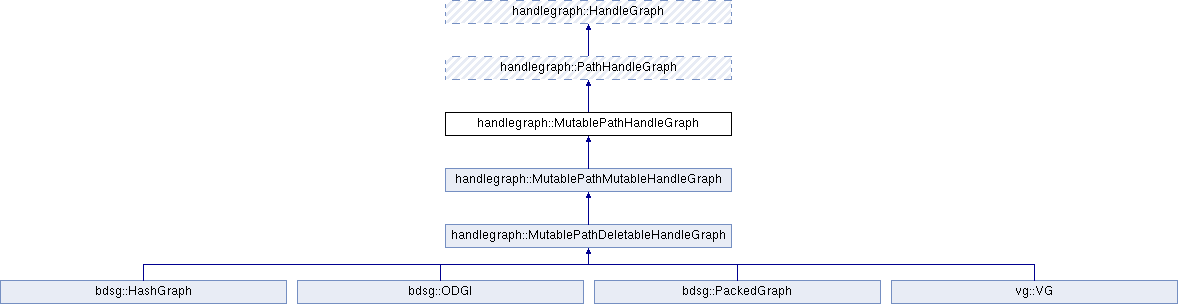 handlegraph::HandleGraph
handlegraph::PathHandleGraph
handlegraph::MutablePathHandleGraph
handlegraph::MutablePathMutableHandleGraph
handlegraph::MutablePathDeletableHandleGraph
bdsg::HashGraph
bdsg::ODGI
bdsg::PackedGraph
vg::VG